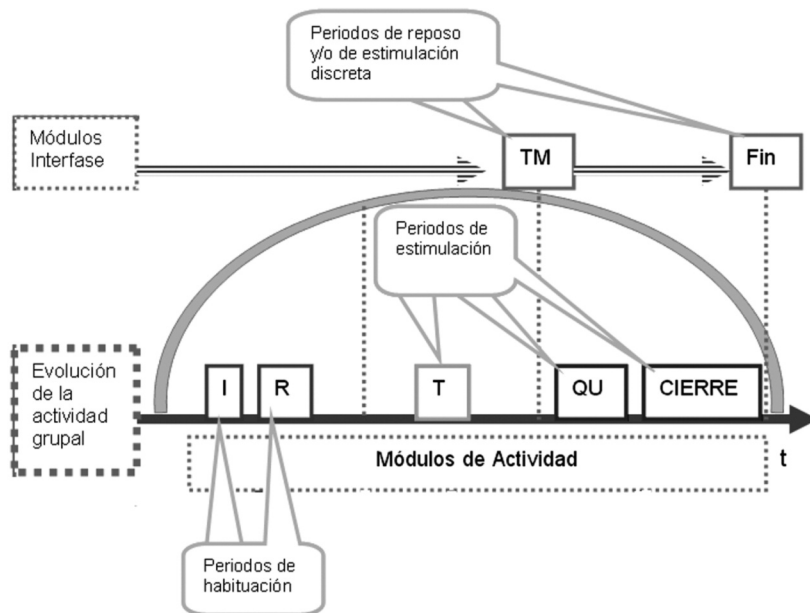 Periodos de reposo
y/o de estimulación
discreta
Módulos
Interfase
TM
Fin
Periodos de
estimulación
Evolución
de la
actividad
grupal
I
R
T
QU
CIERRE
Módulos de Actividad
t
Periodos de
habituación